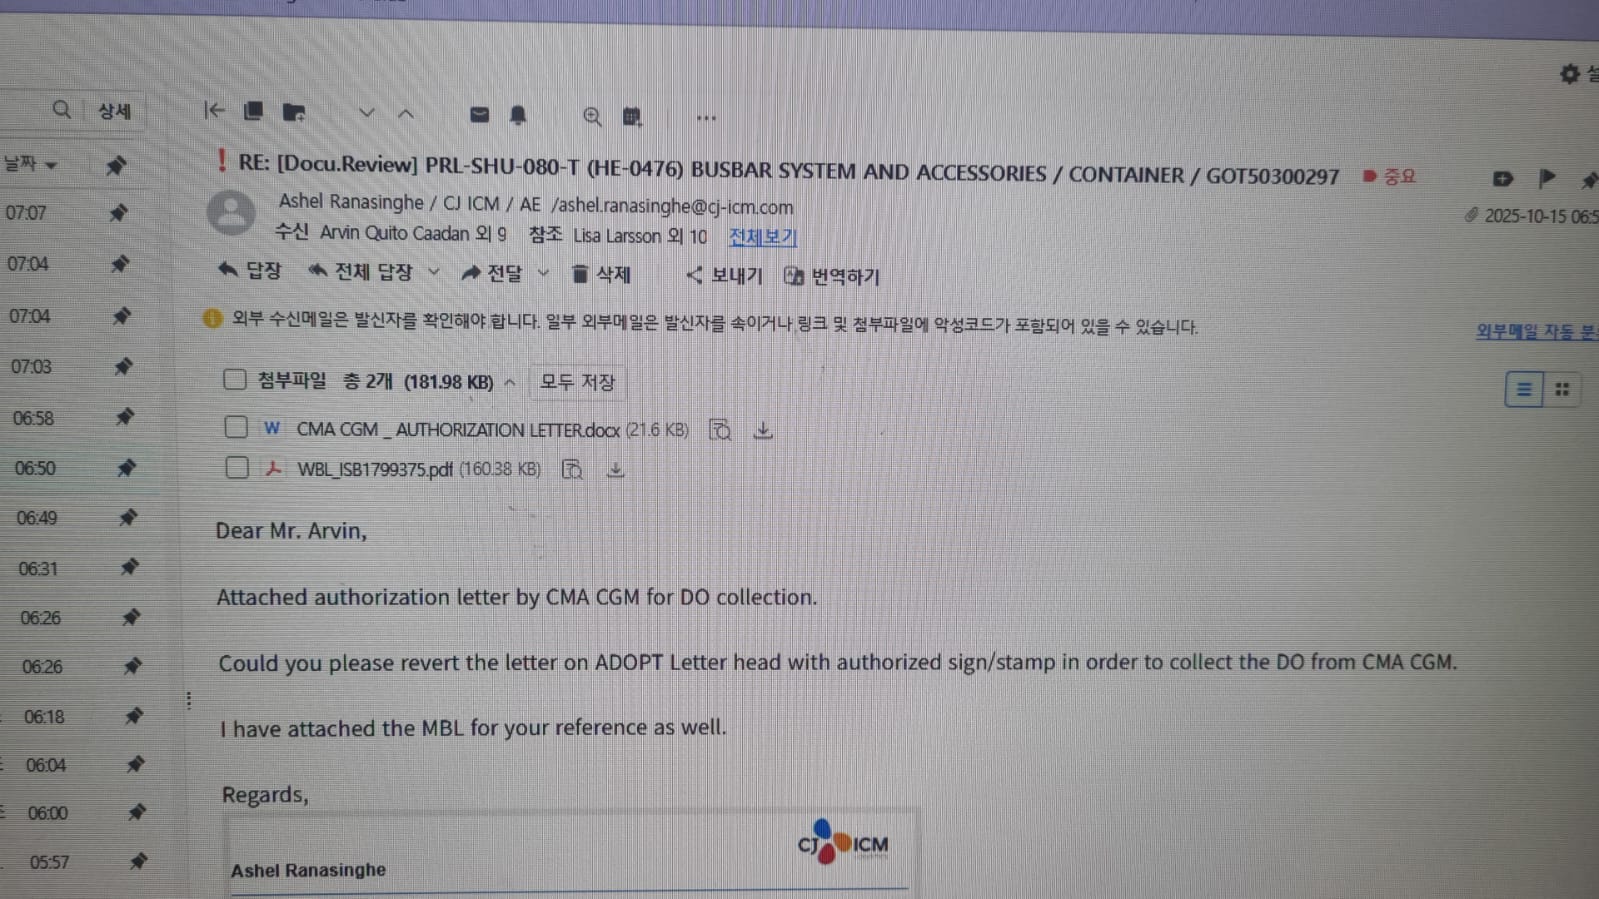 상세
날짜
07:07
07:04
07:04
07:03
06:58
06:50
06:49
06:31
06:26
06:26
06:18
06:04
06:00
05:57
! RE: [Docu.Review] PRL-SHU-080-T (HE-0476) BUSBAR SYSTEM AND ACCESSORIES / CONTAINER / GOT50300297 중요
Ashel Ranasinghe / CJ ICM / AE /ashel.ranasinghe@cj-icm.com
2025-10-15
수신 Arvin Quito Caadan 외 9 참조 Lisa Larsson 외 10 전체보기
답장 전체 답장 전달 삭제 보내기 번역하기
외부 수신메일은 발신자를 확인해야 합니다. 일부 외부메일은 발신자를 속이거나 링크 및 첨부파일에 악성코드가 포함되어 있을 수 있습니다.
외부메일 자동
첨부파일 총 2개 (181.98 KB) 모두 저장
W CMA CGM _ AUTHORIZATION LETTER.docx (21.6 KB)
WBL_ISB1799375.pdf (160.38 KB)
Dear Mr. Arvin,
Attached authorization letter by CMA CGM for DO collection.
Could you please revert the letter on ADOPT Letter head with authorized sign/stamp in order to collect the DO from CMA CGM.
I have attached the MBL for your reference as well.
Regards,
CJ ICM
Ashel Ranasinghe